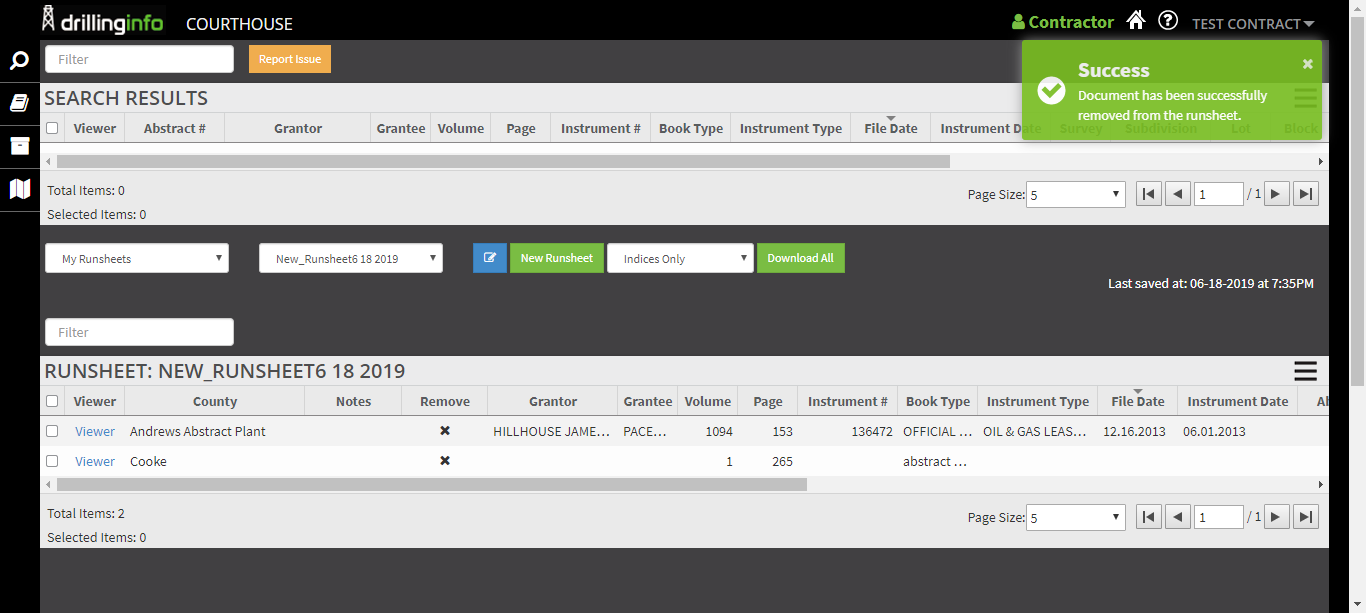 drillinginfo COURTHOUSE Contractor TEST CONTRACT
Filter Report Issue
Success
Document has been successfully
removed from the runsheet.
SEARCH RESULTS
Viewer Abstract # Grantor Grantee Volume Page Instrument # Book Type Instrument Type File Date Instrument Date Survey Subdivision Lot Block
Total Items: 0
Page Size: 5 1 / 1
Selected Items: 0
My Runsheets New_Runsheet6 18 2019 New Runsheet Indices Only Download All
Last saved at: 06-18-2019 at 7:35PM
Filter
RUNSHEET: NEW_RUNSHEET6 18 2019
Viewer County Notes Remove Grantor Grantee Volume Page Instrument # Book Type Instrument Type File Date Instrument Date Al
Viewer Andrews Abstract Plant HILLHOUSE JAME... PACE... 1094 153 136472 OFFICIAL ... OIL & GAS LEAS... 12.16.2013 06.01.2013
Viewer Cooke 1 265 abstract ...
Total Items: 2
Page Size: 5 1 / 1
Selected Items: 0